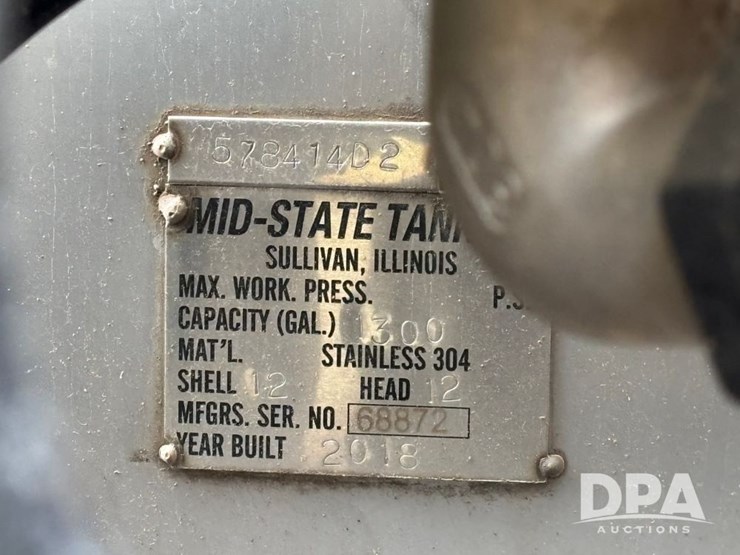 578414D2
MID-STATE TAN
SULLIVAN, ILLINOIS
MAX. WORK. PRESS. P.S
CAPACITY (GAL.) 1300
MAT'L. STAINLESS 304
SHELL 12 HEAD 12
MFGRS. SER. NO. 68872
YEAR BUILT 2018
DPA
AUCTIONS